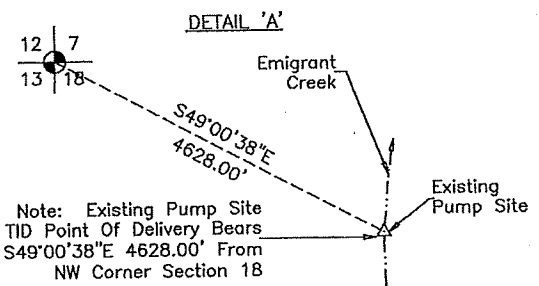 DETAIL 'A'
12 7
13 18
Emigrant
Creek
S49°00'38"E
4628.00'
Existing
Pump Site
Note: Existing Pump Site
TID Point Of Delivery Bears
S49°00'38"E 4628.00' From
NW Corner Section 18